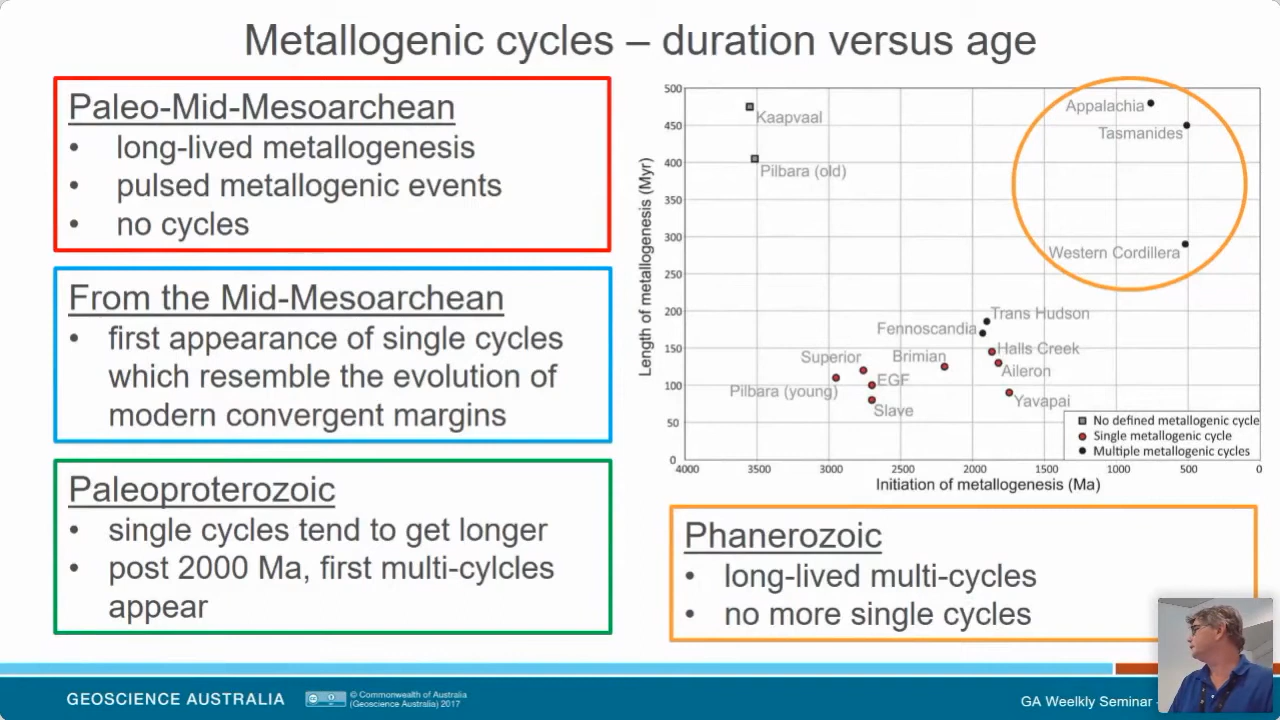 Metallogenic cycles – duration versus age
Paleo-Mid-Mesoarchean
• long-lived metallogenesis
• pulsed metallogenic events
• no cycles
From the Mid-Mesoarchean
• first appearance of single cycles
which resemble the evolution of
modern convergent margins
Paleoproterozoic
• single cycles tend to get longer
• post 2000 Ma, first multi-cylcles
appear
Length of metallogenesis (Myr)
500
450
400
350
300
250
200
150
100
50
0
Kaapvaal
Pilbara (old)
Appalachia
Tasmanides
Western Cordillera
Trans Hudson
Fennoscandia
Halls Creek
Superior
Brimian
Aileron
EGF
Pilbara (young)
Yavapai
Slave
No defined metallogenic cycle
Single metallogenic cycle
Multiple metallogenic cycles
4000 3500 3000 2500 2000 1500 1000 500 0
Initiation of metallogenesis (Ma)
Phanerozoic
• long-lived multi-cycles
• no more single cycles
GEOSCIENCE AUSTRALIA
cc
© Commonwealth of Australia
(Geoscience Australia) 2017
GA Weelkly Seminar